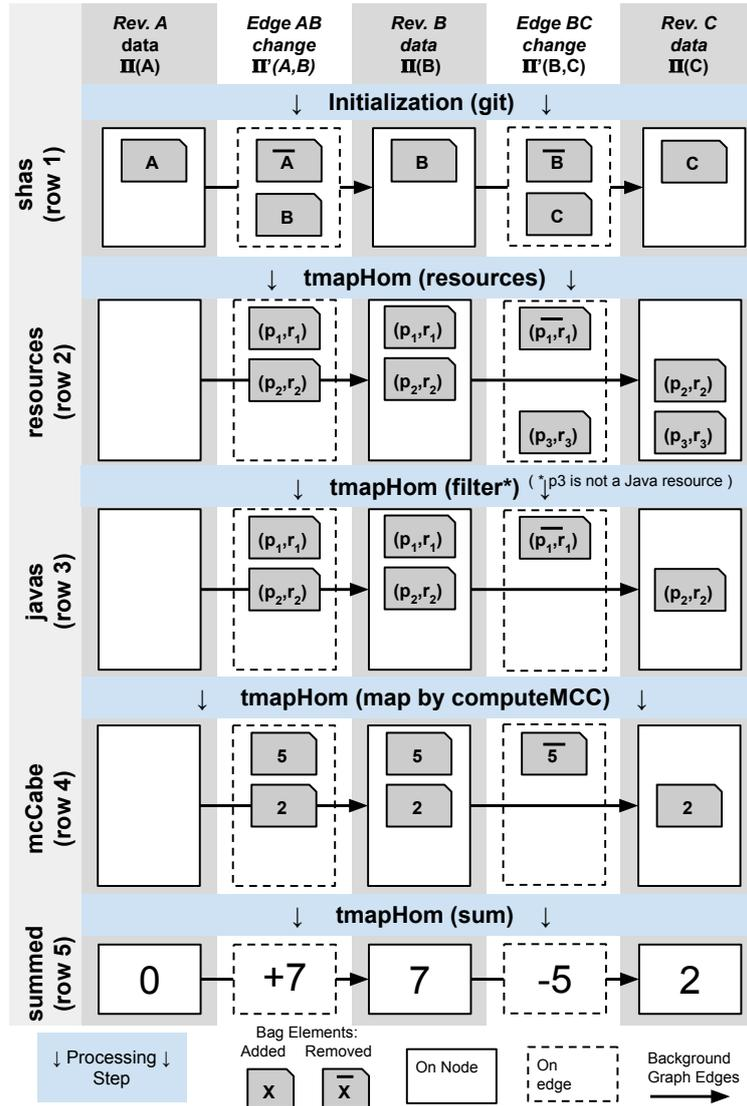 Rev. A Edge AB Rev. B Edge BC Rev. C
data change data change data
Π(A) Π'(A,B) Π(B) Π'(B,C) Π(C)
↓ Initialization (git) ↓
shas
(row 1)
A A̅ B B̅ C
B C
↓ tmapHom (resources) ↓
resources
(row 2)
(p₁,r₁) (p₁,r₁) (p̅₁̅,̅r̅₁)
(p₂,r₂) (p₂,r₂) (p₂,r₂)
(p₃,r₃) (p₃,r₃)
↓ tmapHom (filter*) ↓ ( * p3 is not a Java resource )
javas
(row 3)
(p₁,r₁) (p₁,r₁) (p̅₁̅,̅r̅₁)
(p₂,r₂) (p₂,r₂) (p₂,r₂)
↓ tmapHom (map by computeMCC) ↓
mcCabe
(row 4)
5 5 5̅
2 2 2
↓ tmapHom (sum) ↓
summed
(row 5)
0 +7 7 -5 2
↓ Processing ↓
Step
Bag Elements:
Added Removed
X X̅
On Node
On
edge
Background
Graph Edges